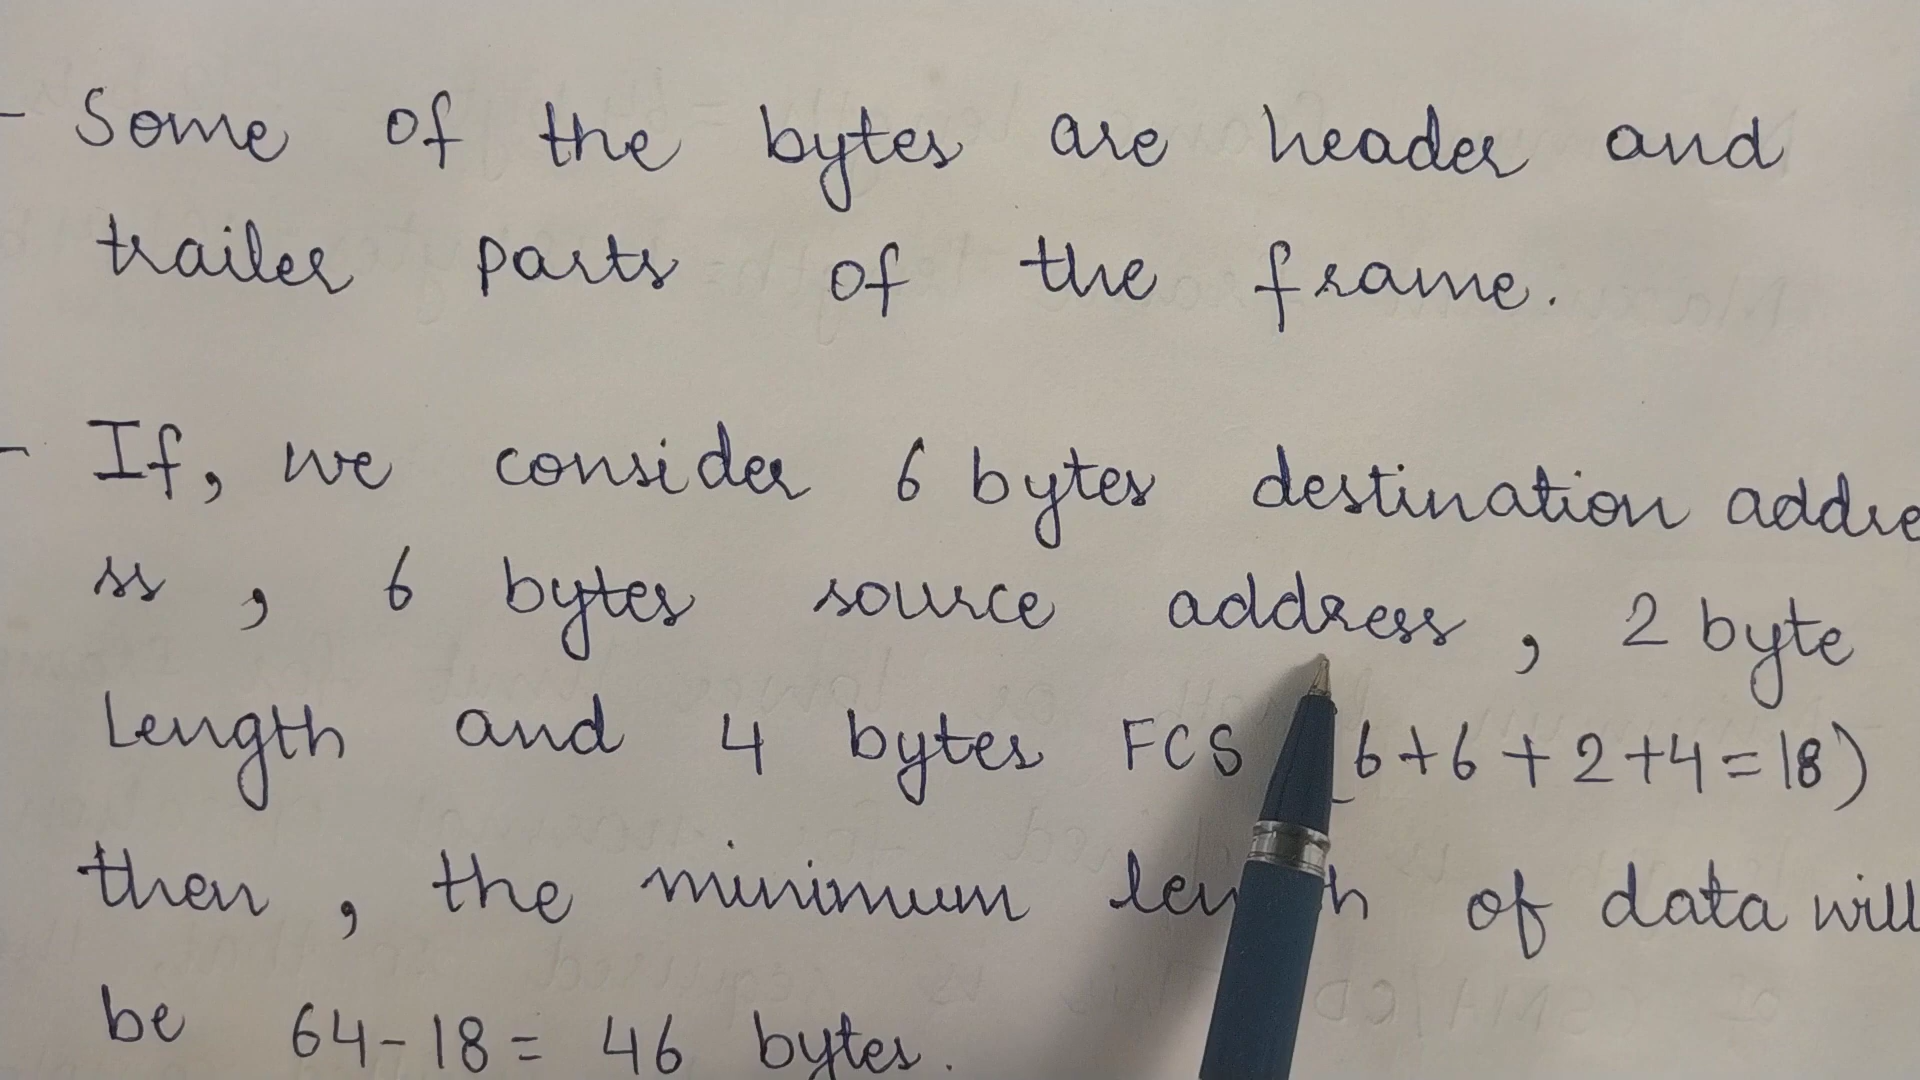 - Some of the bytes are header and
trailer parts of the frame.
- If, we consider 6 bytes destination addre
ss, 6 bytes source address, 2 byte
Length and 4 bytes FCS (6+6+2+4=18)
then, the minimum length of data will
be 64-18= 46 bytes.